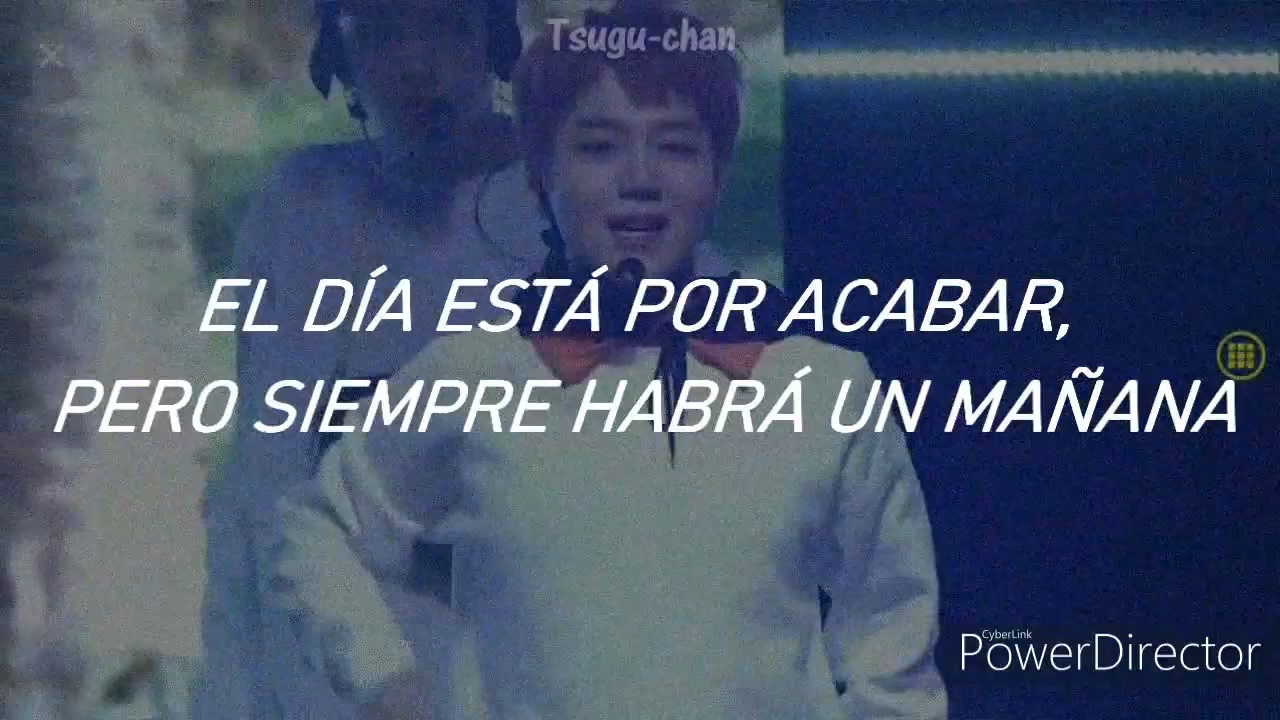 Tsugu-chan
EL DÍA ESTÁ POR ACABAR,
PERO SIEMPRE HABRÁ UN MAÑANA
CyberLink
PowerDirector